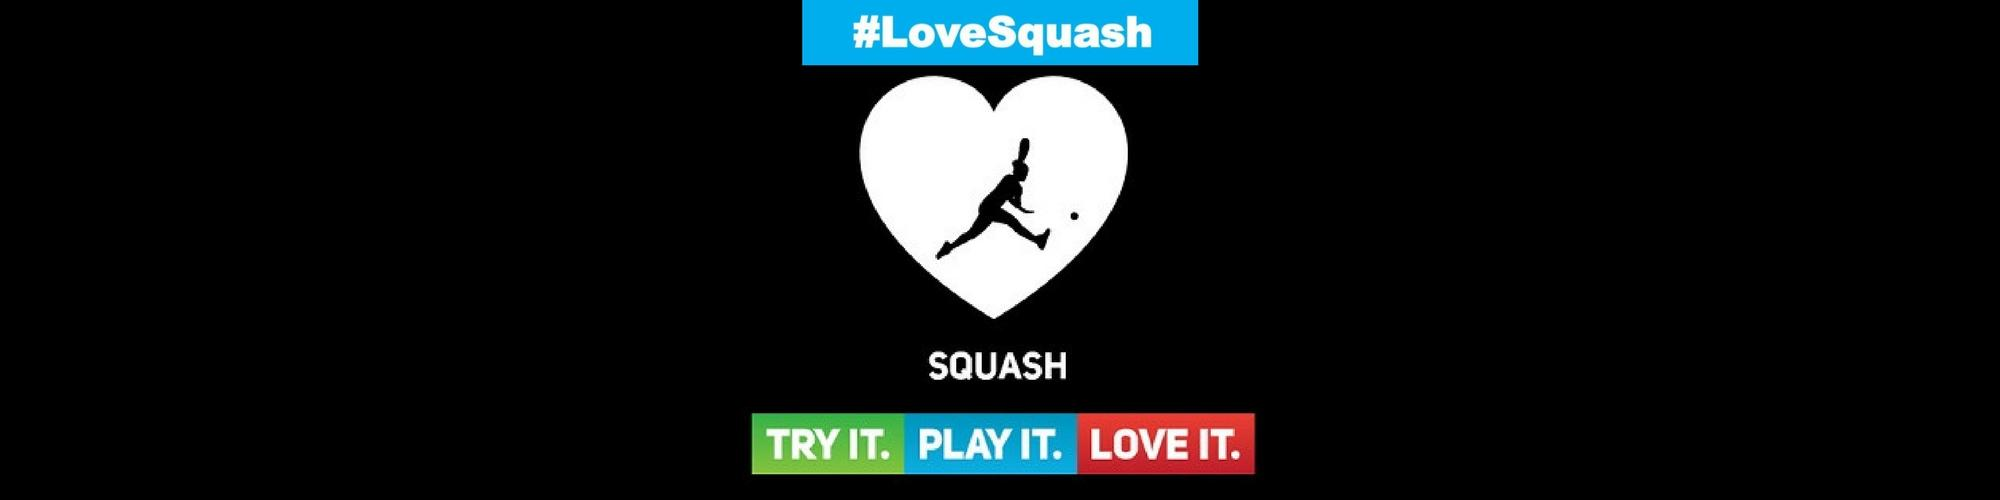 #LoveSquash
SQUASH
TRY IT. PLAY IT. LOVE IT.